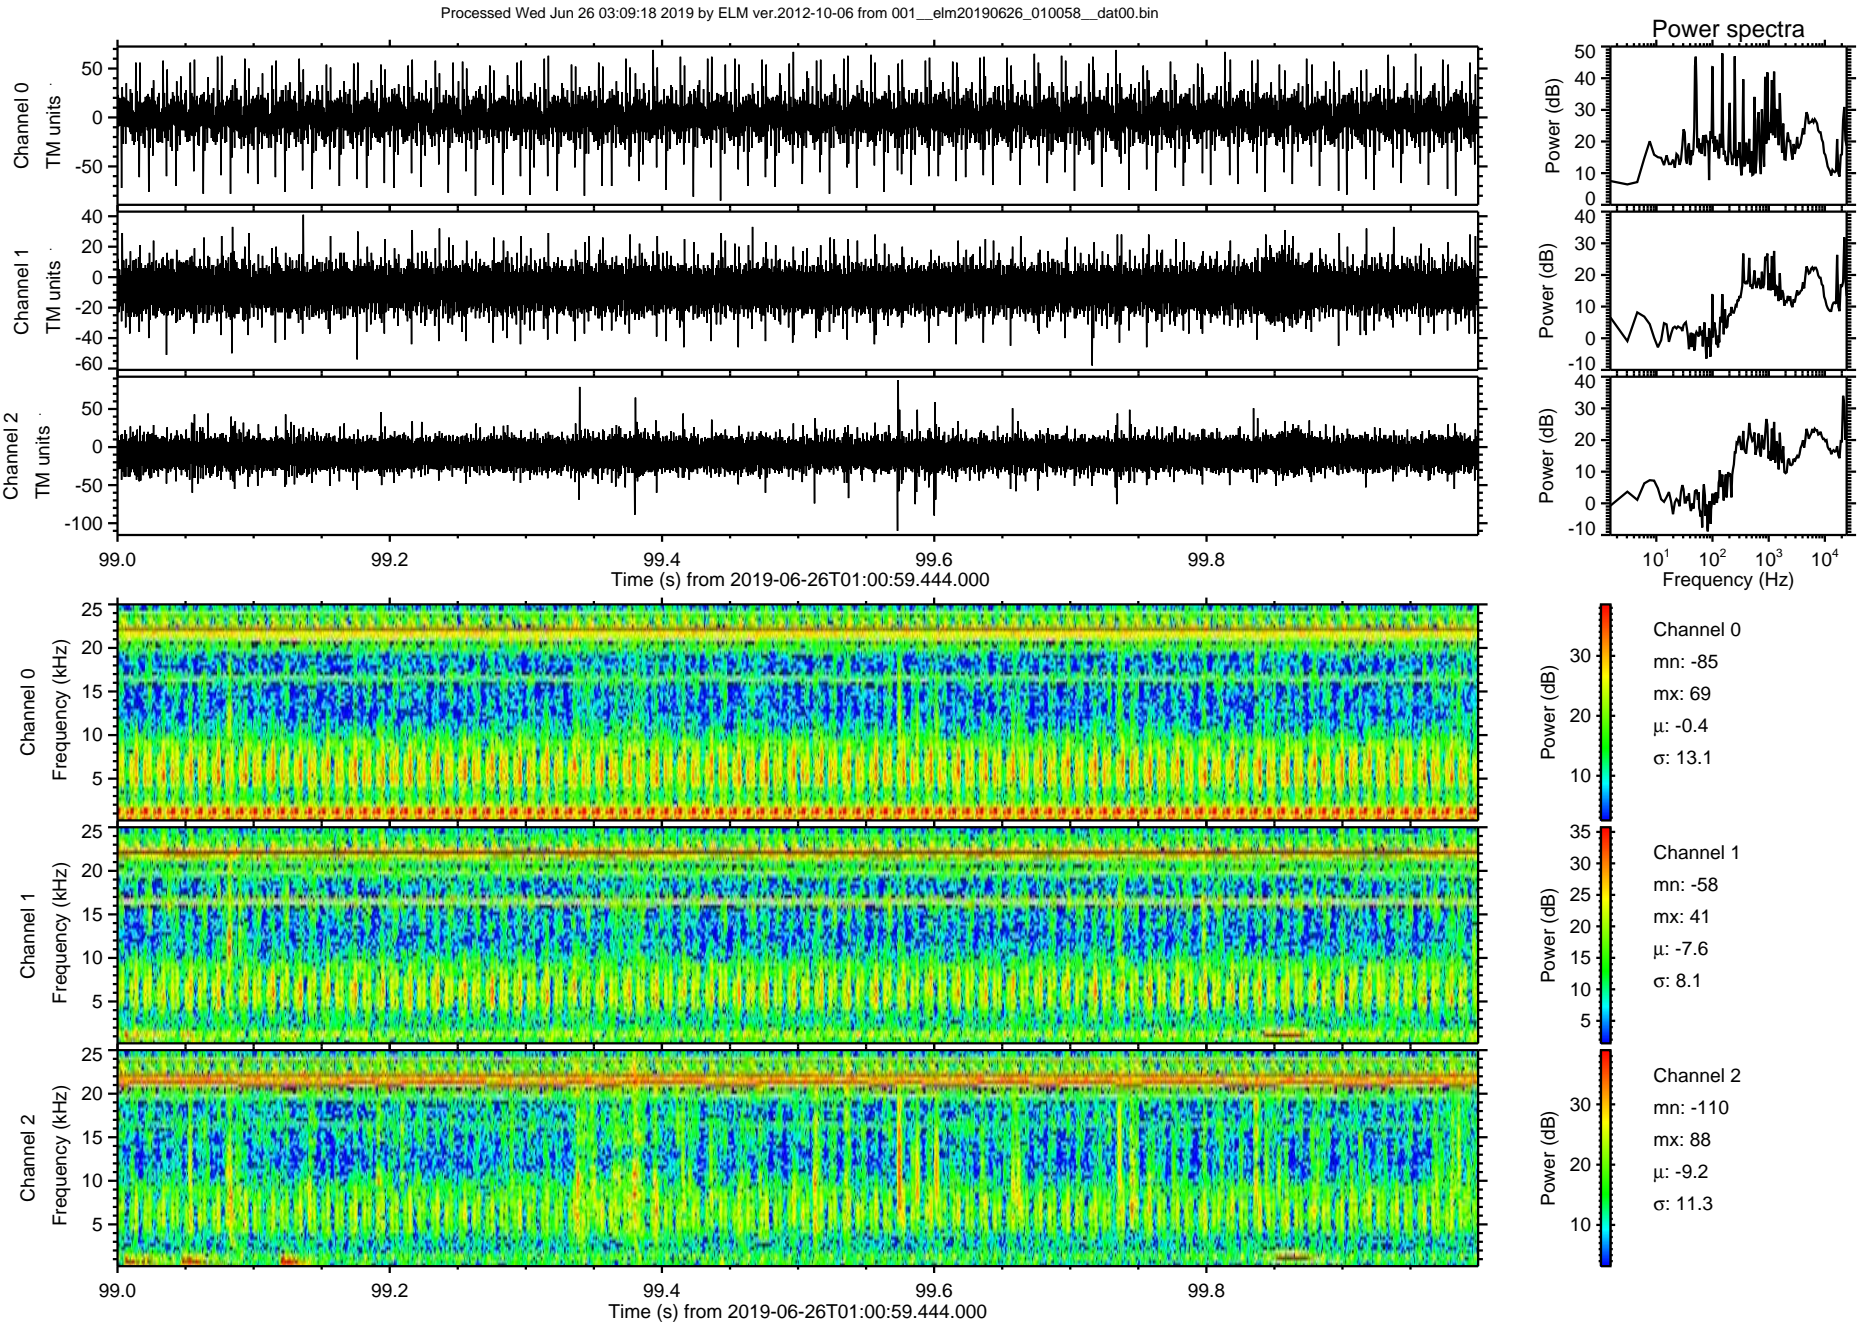 Processed Wed Jun 26 03:09:18 2019 by ELM ver.2012-10-06 from 001__elm20190626_010058__dat00.bin
Power spectra
Channel 0
TM units
50
0
-50
Power (dB)
50
40
30
20
10
0
Channel 1
TM units
40
20
0
-20
-40
-60
Power (dB)
40
30
20
10
0
-10
Channel 2
TM units
50
0
-50
-100
Power (dB)
40
30
20
10
0
-10
99.0 99.2 99.4 99.6 99.8
Time (s) from 2019-06-26T01:00:59.444.000
10^1 10^2 10^3 10^4
Frequency (Hz)
Channel 0
Frequency (kHz)
25
20
15
10
5
Power (dB)
30
20
10
Channel 0
mn: -85
mx: 69
µ: -0.4
σ: 13.1
Channel 1
Frequency (kHz)
25
20
15
10
5
Power (dB)
35
30
25
20
15
10
5
Channel 1
mn: -58
mx: 41
µ: -7.6
σ: 8.1
Channel 2
Frequency (kHz)
25
20
15
10
5
Power (dB)
30
20
10
Channel 2
mn: -110
mx: 88
µ: -9.2
σ: 11.3
99.0 99.2 99.4 99.6 99.8
Time (s) from 2019-06-26T01:00:59.444.000